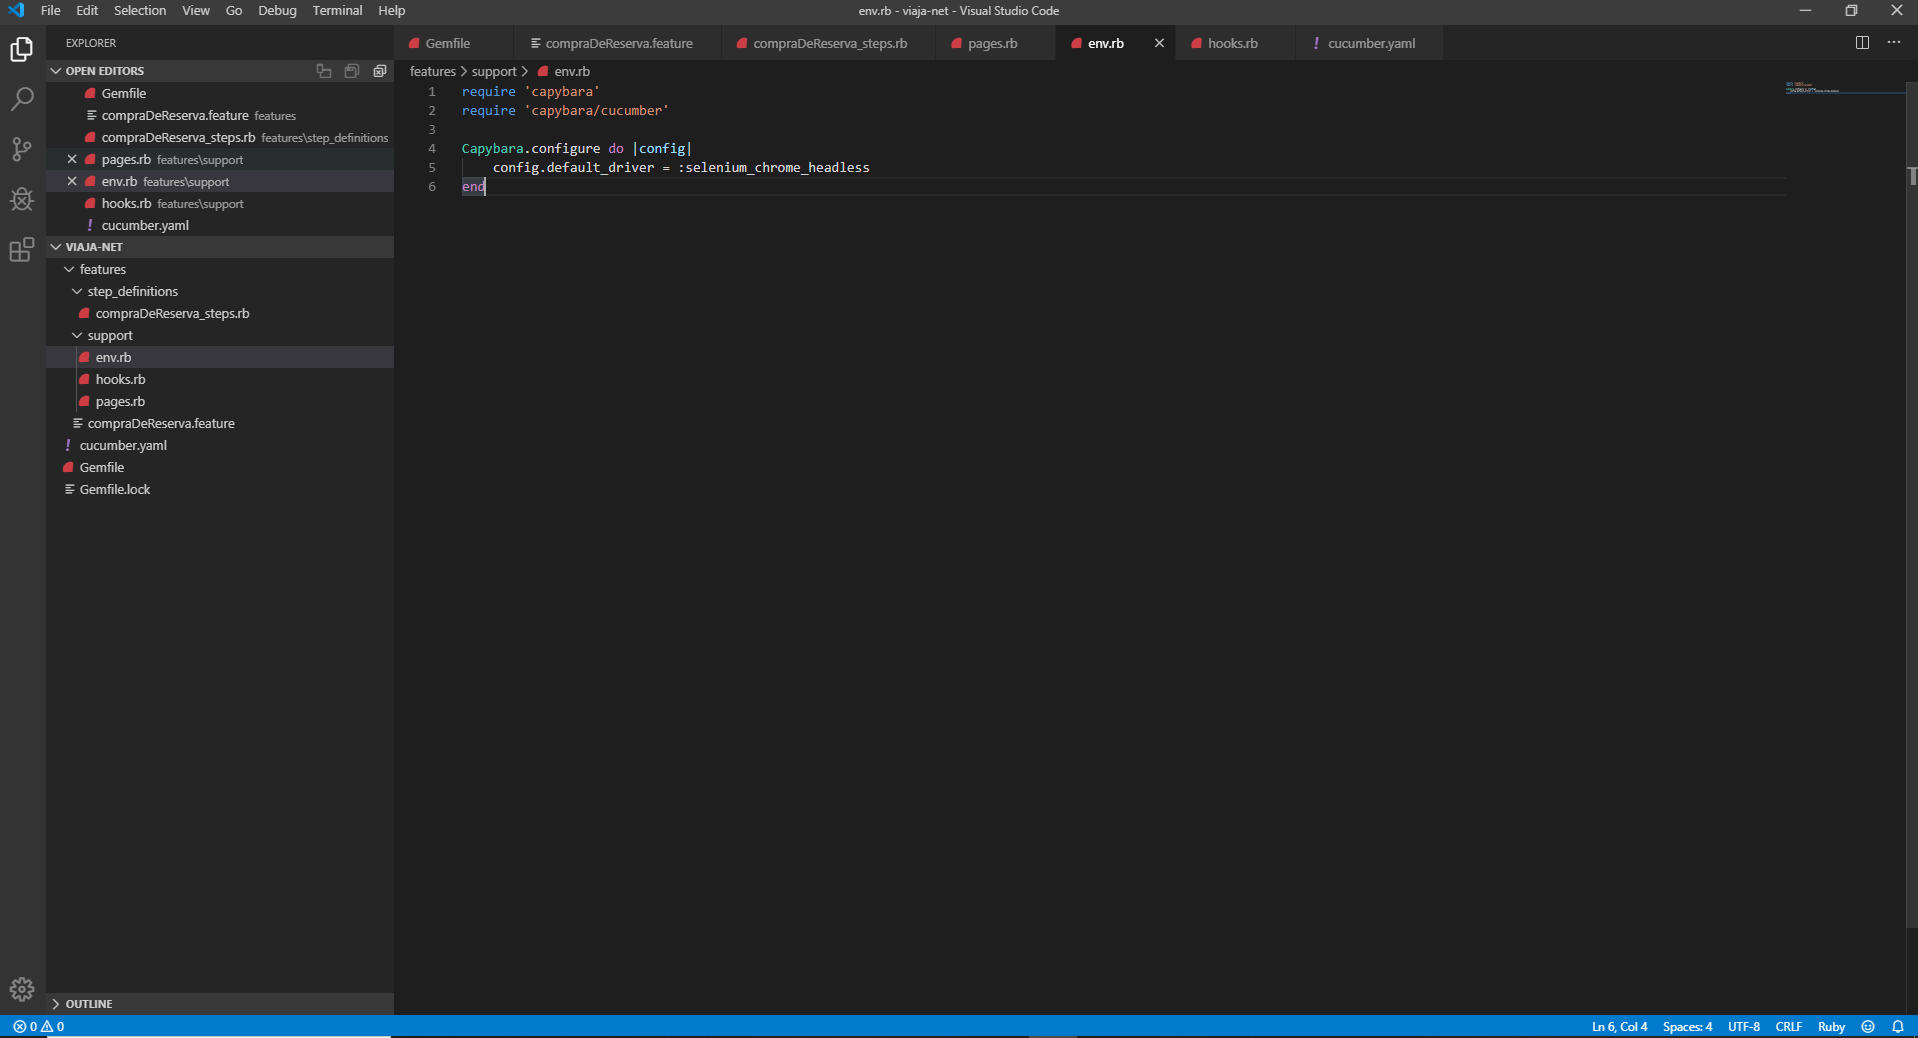 File Edit Selection View Go Debug Terminal Help
env.rb - viaja-net - Visual Studio Code
EXPLORER
OPEN EDITORS
Gemfile
compraDeReserva.feature features
compraDeReserva_steps.rb features\step_definitions
pages.rb features\support
env.rb features\support
hooks.rb features\support
! cucumber.yaml
VIAJA-NET
features
step_definitions
compraDeReserva_steps.rb
support
env.rb
hooks.rb
pages.rb
compraDeReserva.feature
! cucumber.yaml
Gemfile
Gemfile.lock
OUTLINE
Gemfile compraDeReserva.feature compraDeReserva_steps.rb pages.rb env.rb hooks.rb ! cucumber.yaml
features > support > env.rb
1 require 'capybara'
2 require 'capybara/cucumber'
3
4 Capybara.configure do |config|
5 config.default_driver = :selenium_chrome_headless
6 end
0 0 Ln 6, Col 4 Spaces: 4 UTF-8 CRLF Ruby